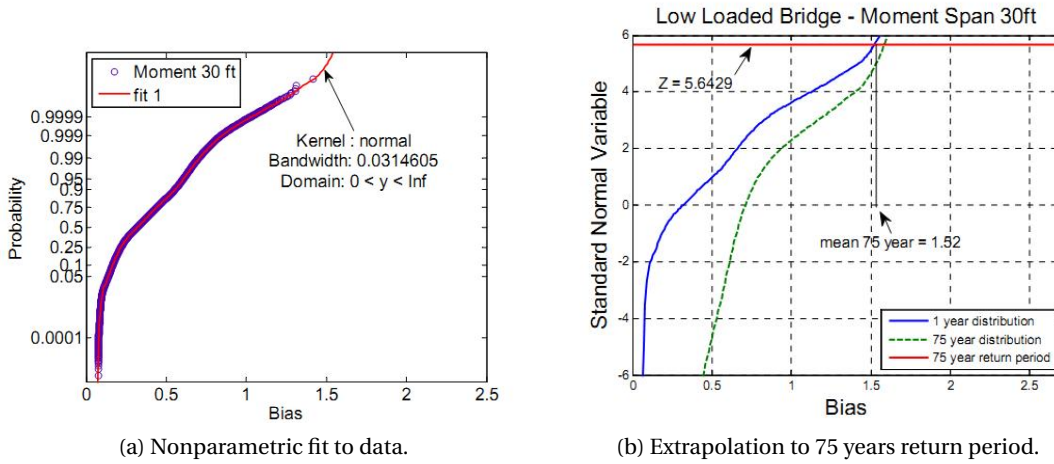 Moment 30 ft
fit 1
Probability
0.9999
0.999
0.99
0.95
0.9
0.75
0.5
0.25
0.1
0.05
0.0001
Kernel : normal
Bandwidth: 0.0314605
Domain: 0 < y < Inf
0 0.5 1 1.5 2 2.5
Bias
(a) Nonparametric fit to data.
Low Loaded Bridge - Moment Span 30ft
Standard Normal Variable
6
4
2
0
-2
-4
-6
Z = 5.6429
mean 75 year = 1.52
1 year distribution
75 year distribution
75 year return period
0 0.5 1 1.5 2 2.5
Bias
(b) Extrapolation to 75 years return period.